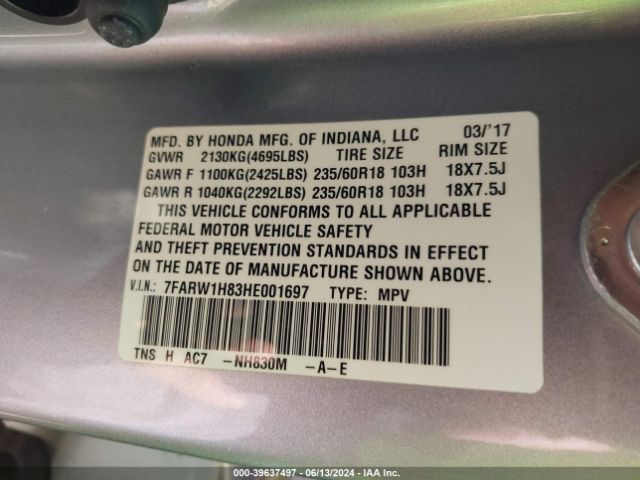 MFD. BY HONDA MFG. OF INDIANA, LLC 03/'17
GVWR 2130KG(4695LBS) TIRE SIZE RIM SIZE
GAWR F 1100KG(2425LBS) 235/60R18 103H 18X7.5J
GAWR R 1040KG(2292LBS) 235/60R18 103H 18X7.5J
THIS VEHICLE CONFORMS TO ALL APPLICABLE
FEDERAL MOTOR VEHICLE SAFETY
AND THEFT PREVENTION STANDARDS IN EFFECT
ON THE DATE OF MANUFACTURE SHOWN ABOVE.
V.I.N.: 7FARW1H83HE001697 TYPE: MPV
TNS H AC7 -NH830M -A-E
000-39637497 - 06/13/2024 - IAA Inc.